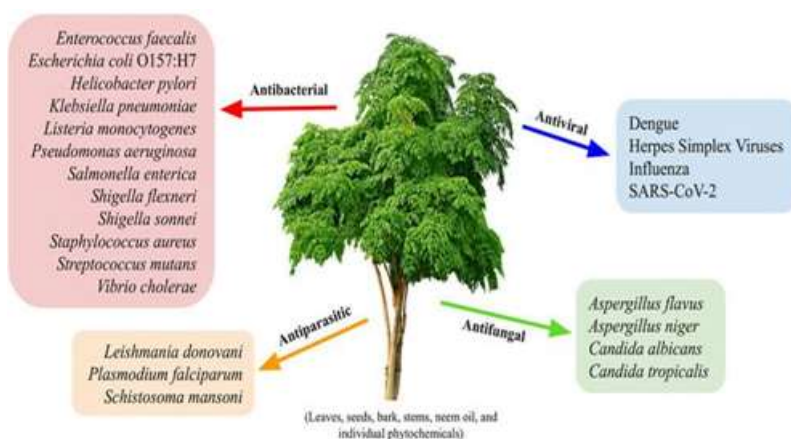 Enterococcus faecalis
Escherichia coli O157:H7
Helicobacter pylori
Klebsiella pneumoniae
Listeria monocytogenes
Pseudomonas aeruginosa
Salmonella enterica
Shigella flexneri
Shigella sonnei
Staphylococcus aureus
Streptococcus mutans
Vibrio cholerae
Antibacterial
Antiviral
Dengue
Herpes Simplex Viruses
Influenza
SARS-CoV-2
Antiparasitic
Leishmania donovani
Plasmodium falciparum
Schistosoma mansoni
Antifungal
Aspergillus flavus
Aspergillus niger
Candida albicans
Candida tropicalis
(Leaves, seeds, bark, stems, neem oil, and
individual phytochemicals)